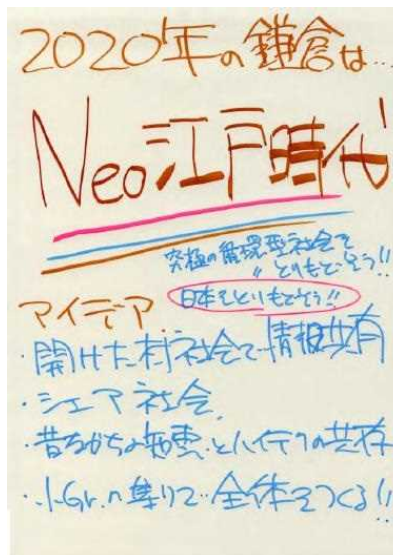 2020年の鎌倉は…
Neo江戸時代
究極の循環型社会を
とりもどそう!!
日本をとりもどそう!!
アイデア
・開けた村社会で情報共有
・シェア社会
・昔ながらの知恵とハイテクの共存
・小Gr.の集りで全体をつくる!!